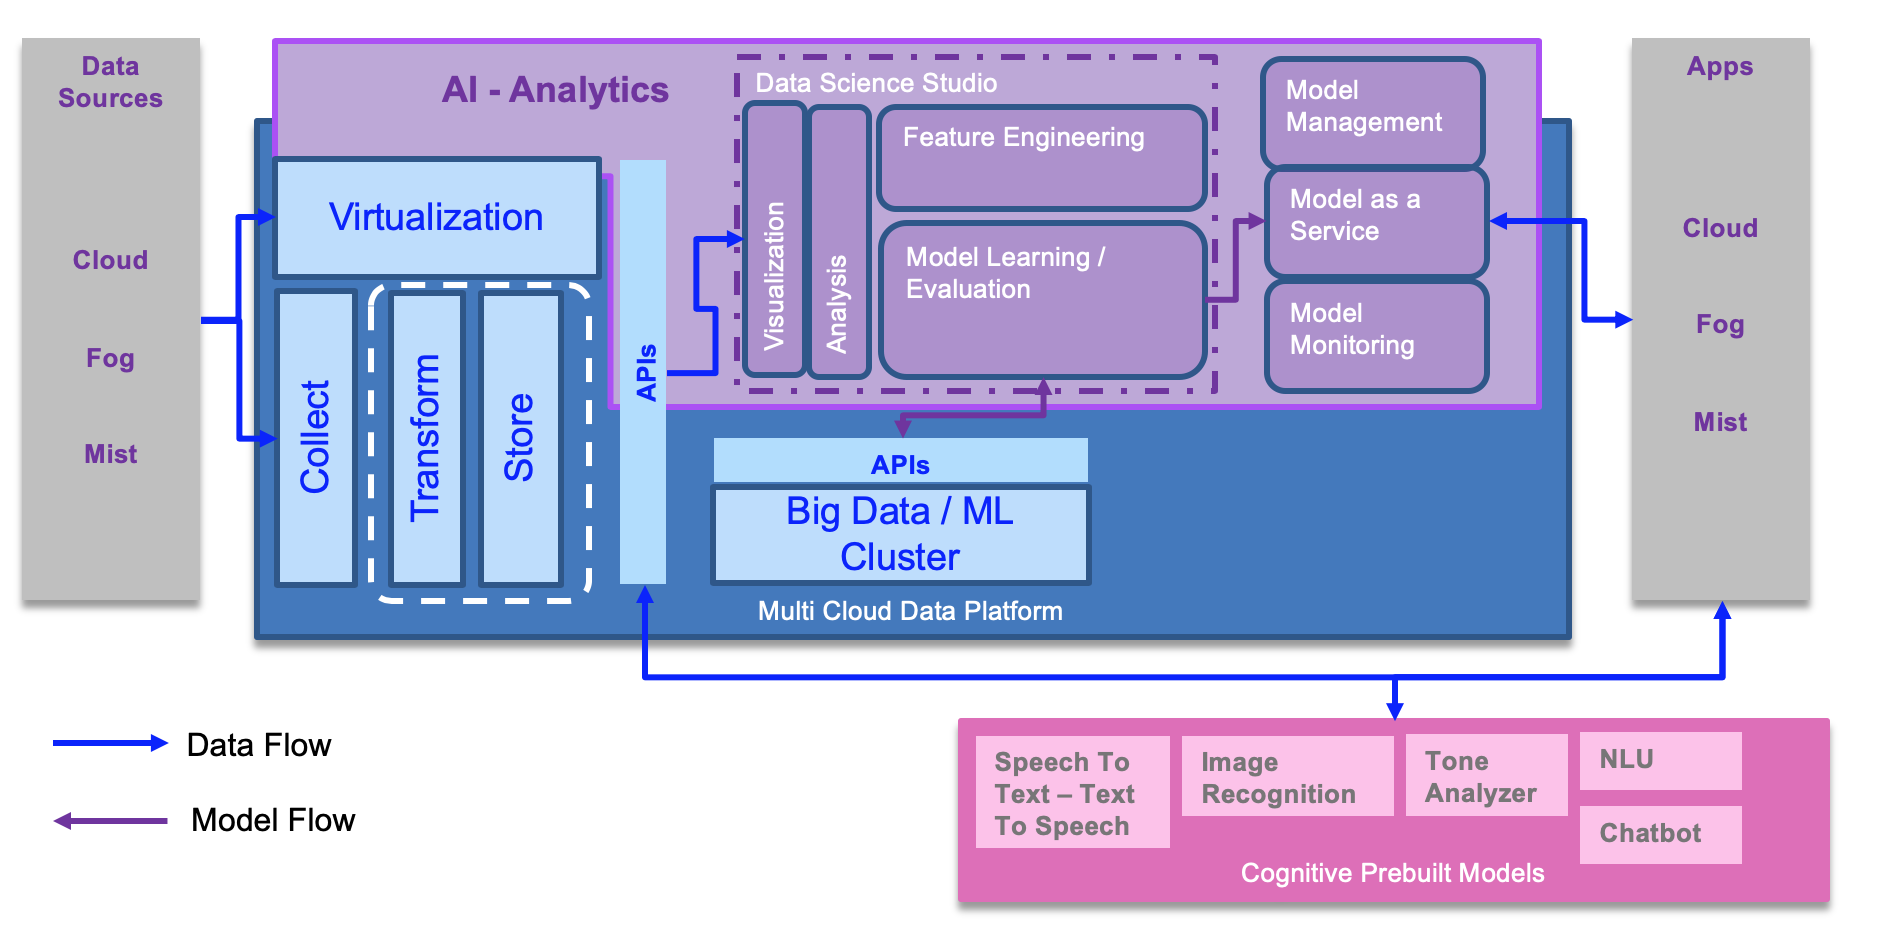 Data
Sources
Cloud
Fog
Mist
AI - Analytics
Virtualization
Collect
Transform
Store
APIs
Data Science Studio
Visualization
Analysis
Feature Engineering
Model Learning /
Evaluation
Model
Management
Model as a
Service
Model
Monitoring
APIs
Big Data / ML
Cluster
Multi Cloud Data Platform
Apps
Cloud
Fog
Mist
Data Flow
Model Flow
Speech To
Text – Text
To Speech
Image
Recognition
Tone
Analyzer
NLU
Chatbot
Cognitive Prebuilt Models